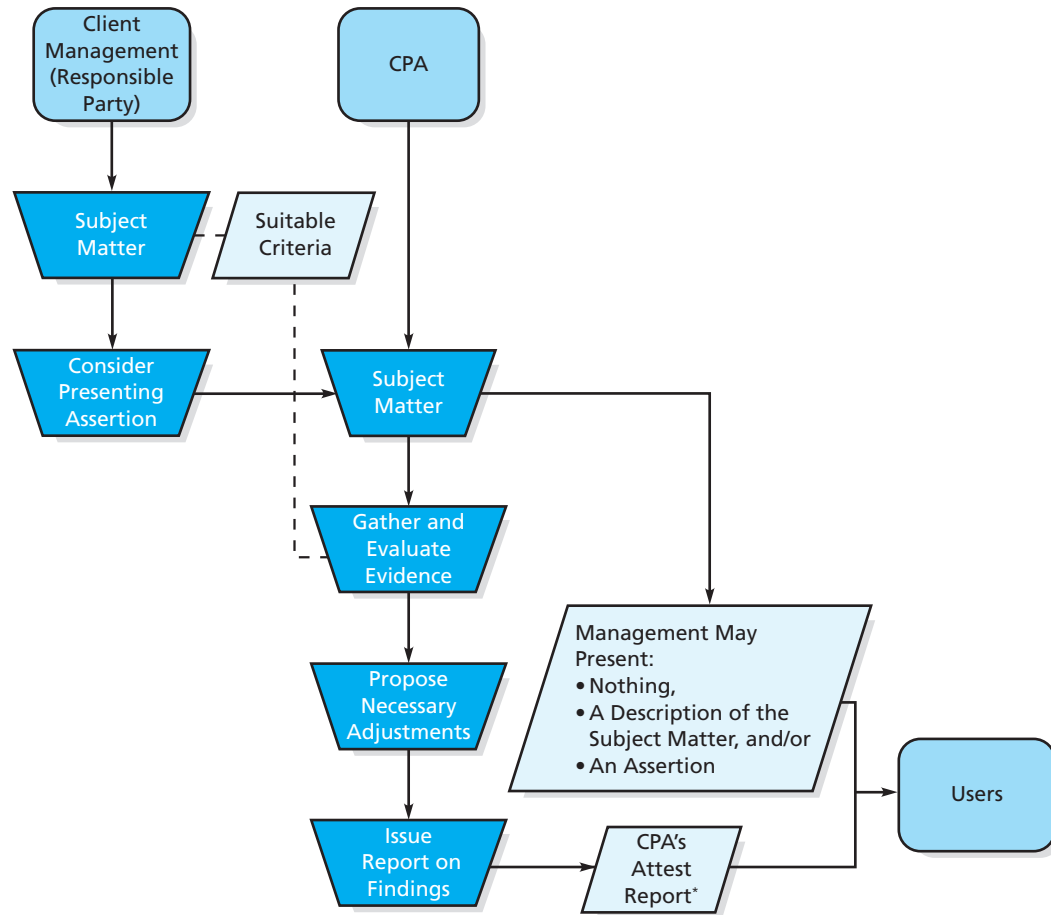 Client
Management
(Responsible
Party)
CPA
Subject
Matter
Suitable
Criteria
Consider
Presenting
Assertion
Subject
Matter
Gather and
Evaluate
Evidence
Propose
Necessary
Adjustments
Management May
Present:
• Nothing,
• A Description of the
Subject Matter, and/or
• An Assertion
Users
Issue
Report on
Findings
CPA's
Attest
Report*